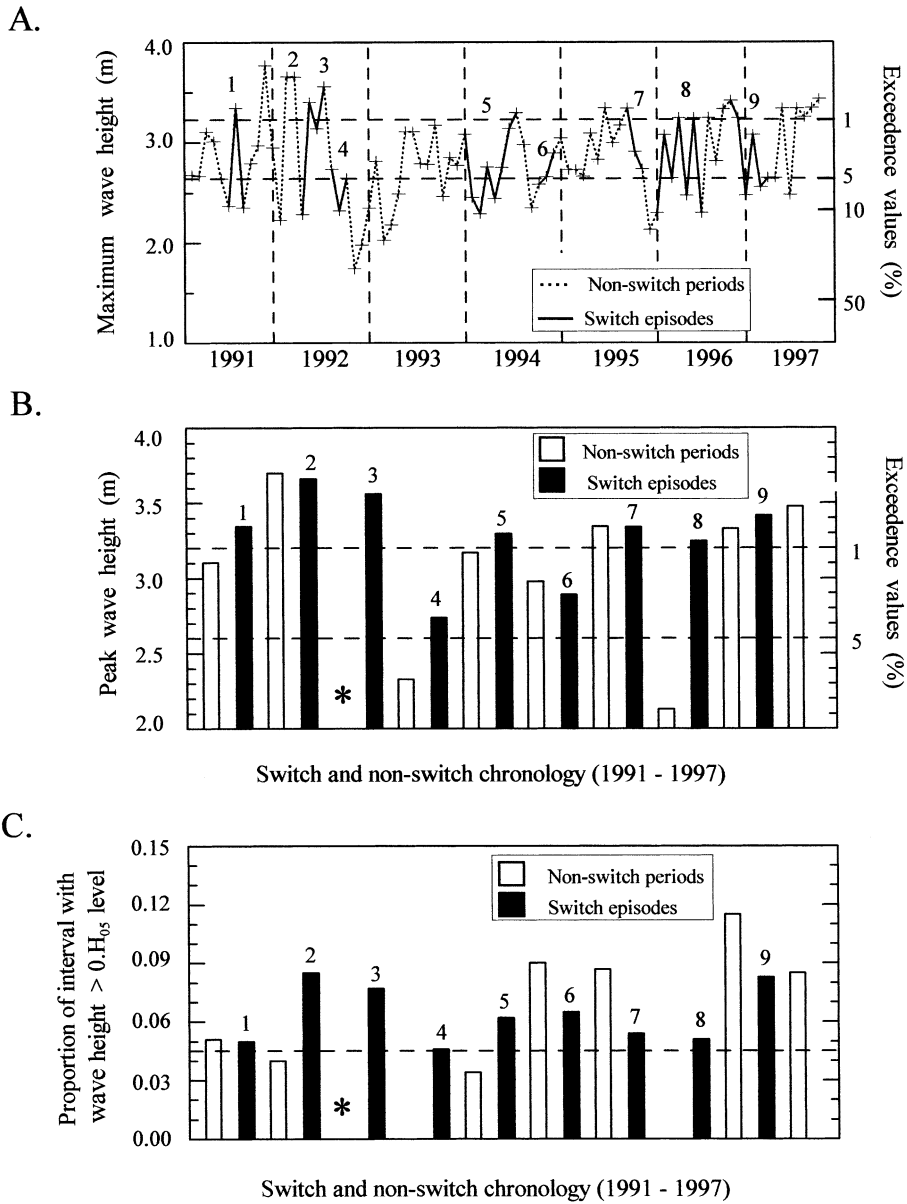 A.
Maximum wave height (m)
4.0
3.0
2.0
1.0
1 2 3 4 5 6 7 8 9
Exceedence values (%)
1
5
10
50
Non-switch periods
Switch episodes
1991 1992 1993 1994 1995 1996 1997
B.
Peak wave height (m)
4.0
3.5
3.0
2.5
2.0
1 2 3 4 5 6 7 8 9
*
Non-switch periods
Switch episodes
Exceedence values (%)
1
5
Switch and non-switch chronology (1991 - 1997)
C.
Proportion of interval with
wave height > 0.H05 level
0.15
0.12
0.09
0.06
0.03
0.00
1 2 3 4 5 6 7 8 9
*
Non-switch periods
Switch episodes
Switch and non-switch chronology (1991 - 1997)